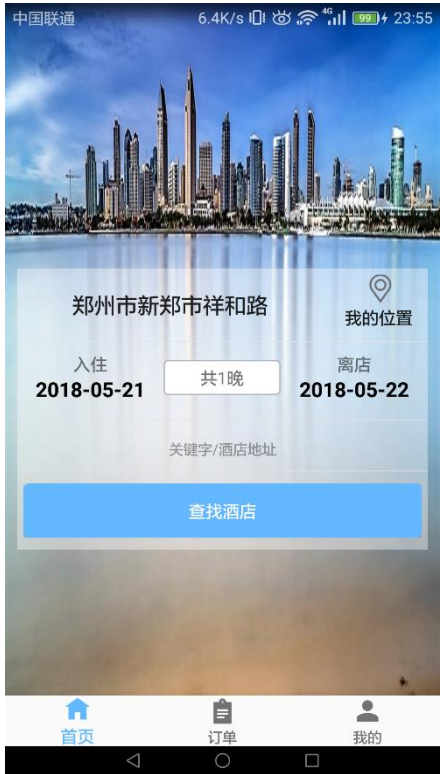 中国联通 6.4K/s 4G 99 23:55
郑州市新郑市祥和路
我的位置
入住 离店
2018-05-21 共1晚 2018-05-22
关键字/酒店地址
查找酒店
首页 订单 我的